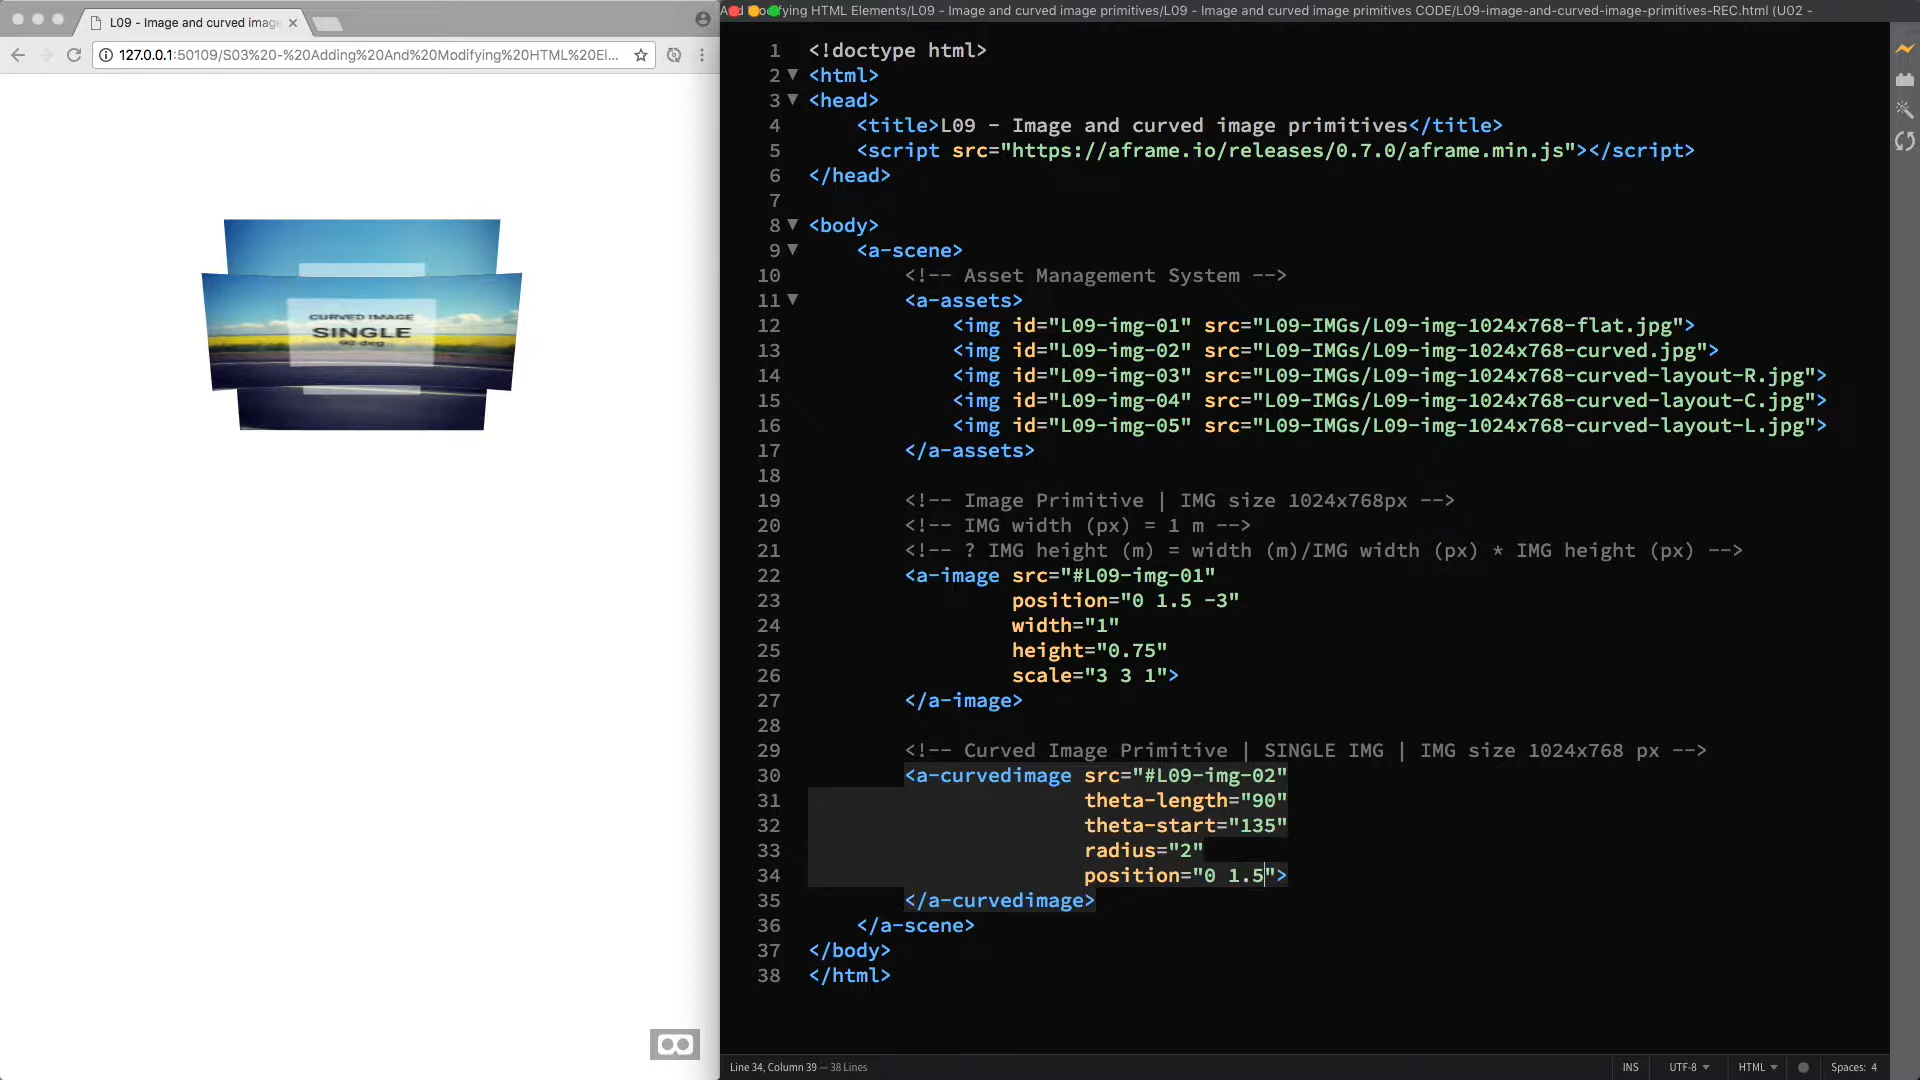 L09 - Image and curved imag
127.0.0.1:50109/S03%20-%20Adding%20And%20Modifying%20HTML%20El...
CURVED IMAGE
SINGLE
90 deg
And Modifying HTML Elements/L09 - Image and curved image primitives/L09 - Image and curved image primitives CODE/L09-image-and-curved-image-primitives-REC.html (U02 -
1 <!doctype html>
2 <html>
3 <head>
4 <title>L09 - Image and curved image primitives</title>
5 <script src="https://aframe.io/releases/0.7.0/aframe.min.js"></script>
6 </head>
7
8 <body>
9 <a-scene>
10 <!-- Asset Management System -->
11 <a-assets>
12 <img id="L09-img-01" src="L09-IMGs/L09-img-1024x768-flat.jpg">
13 <img id="L09-img-02" src="L09-IMGs/L09-img-1024x768-curved.jpg">
14 <img id="L09-img-03" src="L09-IMGs/L09-img-1024x768-curved-layout-R.jpg">
15 <img id="L09-img-04" src="L09-IMGs/L09-img-1024x768-curved-layout-C.jpg">
16 <img id="L09-img-05" src="L09-IMGs/L09-img-1024x768-curved-layout-L.jpg">
17 </a-assets>
18
19 <!-- Image Primitive | IMG size 1024x768px -->
20 <!-- IMG width (px) = 1 m -->
21 <!-- ? IMG height (m) = width (m)/IMG width (px) * IMG height (px) -->
22 <a-image src="#L09-img-01"
23 position="0 1.5 -3"
24 width="1"
25 height="0.75"
26 scale="3 3 1">
27 </a-image>
28
29 <!-- Curved Image Primitive | SINGLE IMG | IMG size 1024x768 px -->
30 <a-curvedimage src="#L09-img-02"
31 theta-length="90"
32 theta-start="135"
33 radius="2"
34 position="0 1.5">
35 </a-curvedimage>
36 </a-scene>
37 </body>
38 </html>
Line 34, Column 39 — 38 Lines
INS
UTF-8
HTML
Spaces: 4